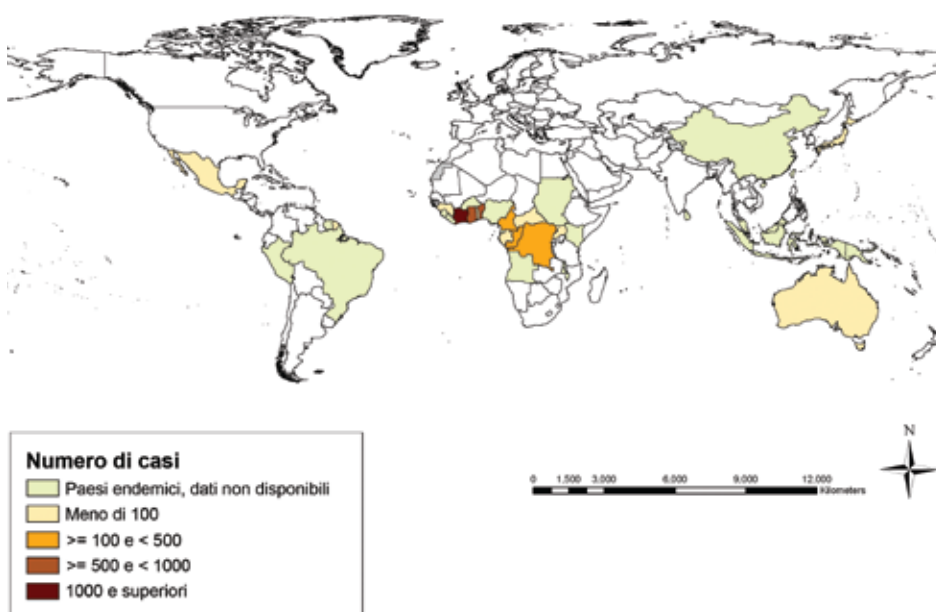 Numero di casi
Paesi endemici, dati non disponibili
Meno di 100
>= 100 e < 500
>= 500 e < 1000
1000 e superiori
N
0 1.500 3.000 6.000 9.000 12.000
Kilometers